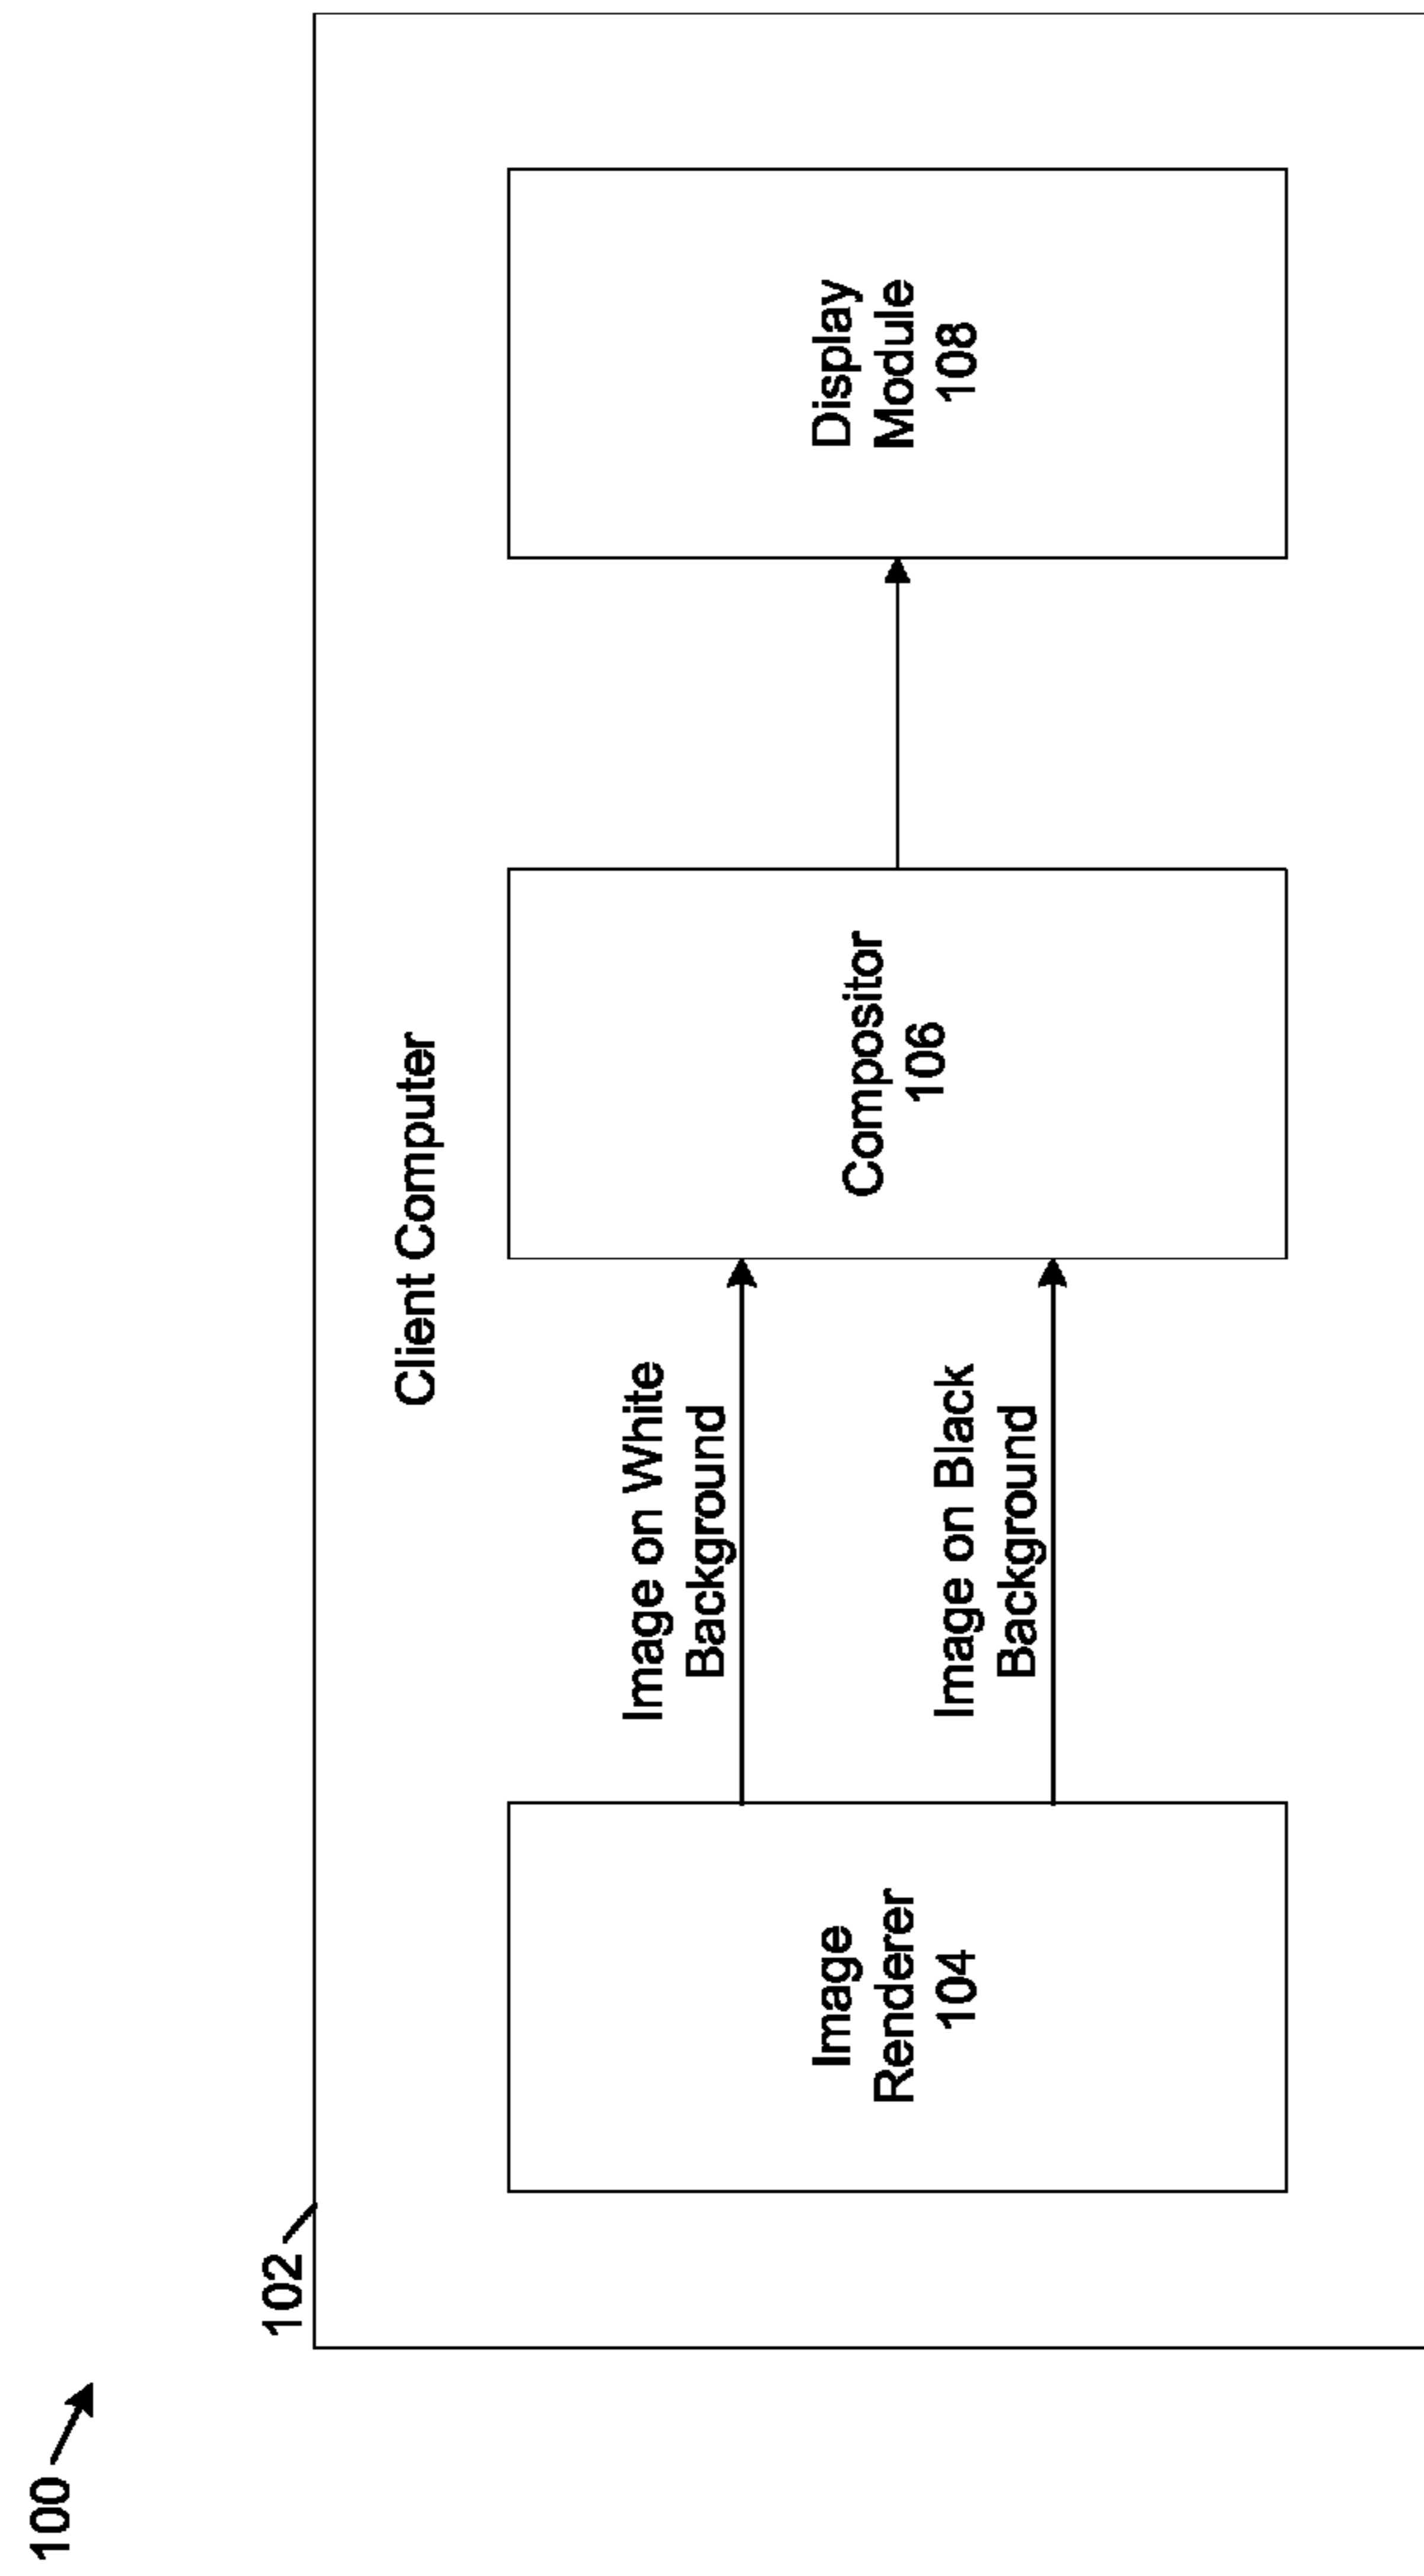 100
102
Client Computer
Image
Renderer
104
Image on White
Background
Image on Black
Background
Compositor
106
Display
Module
108